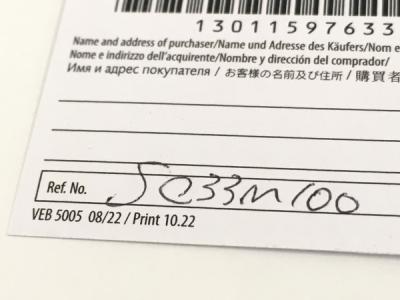 13011597633
Name and address of purchaser/Name und Adresse des Käufers/Nom e
Nome e indirizzo dell'acquirente/Nombre y dirección del comprador/
Имя и адрес покупателя / お客様の名前及び住所 / 購買者
Ref. No. SC33M100
VEB 5005 08/22 / Print 10.22